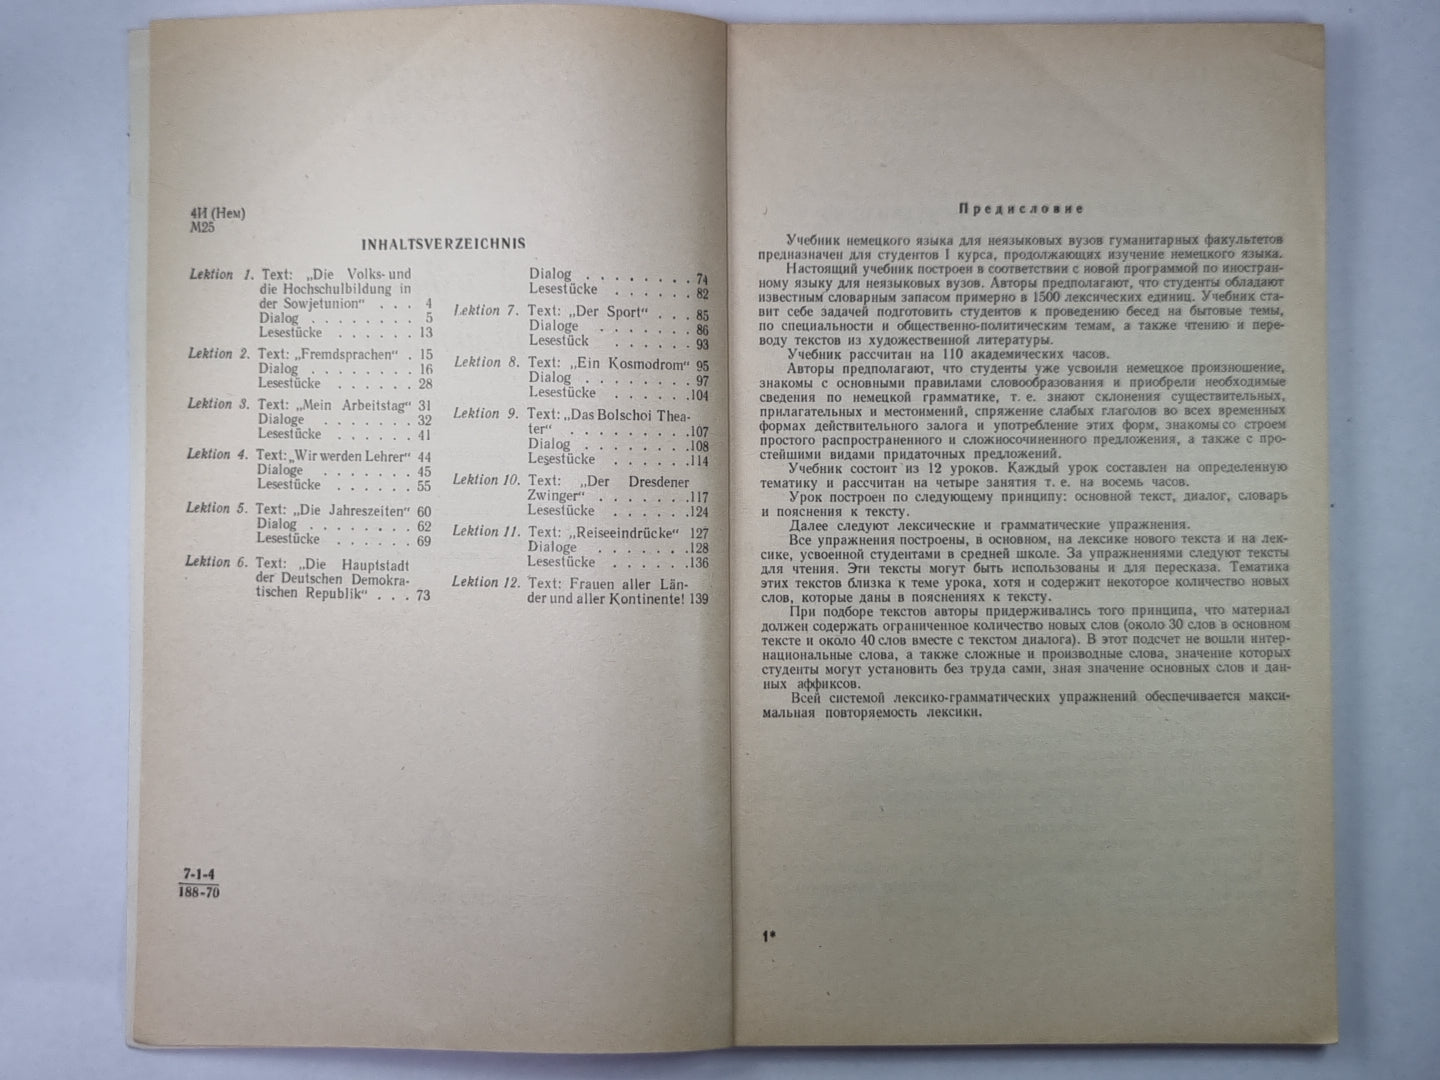 4И (Нем)
М25
INHALTSVERZEICHNIS
Lektion 1. Text: „Die Volks- und
die Hochschulbildung in
der Sowjetunion“ . . . 4
Dialog . . . . . . . . 5
Lesestücke . . . . . . 13
Lektion 2. Text: „Fremdsprachen“ . 15
Dialog . . . . . . . . 16
Lesestücke . . . . . . 28
Lektion 3. Text: „Mein Arbeitstag“ 31
Dialoge . . . . . . . 32
Lesestücke . . . . . . 41
Lektion 4. Text: „Wir werden Lehrer“ 44
Dialoge . . . . . . . 45
Lesestücke . . . . . . 55
Lektion 5. Text: „Die Jahreszeiten“ 60
Dialog . . . . . . . . 62
Lesestücke . . . . . . 69
Lektion 6. Text: „Die Hauptstadt
der Deutschen Demokra-
tischen Republik“ . . . 73
Dialog . . . . . . . . 74
Lesestücke . . . . . . 82
Lektion 7. Text: „Der Sport“ . . . 85
Dialoge . . . . . . . 86
Lesestück . . . . . . 93
Lektion 8. Text: „Ein Kosmodrom“ 95
Dialog . . . . . . . . 97
Lesestücke . . . . . .104
Lektion 9. Text: „Das Bolschoi Thea-
ter“ . . . . . . . . .107
Dialog . . . . . . . .108
Lesestücke . . . . . .114
Lektion 10. Text: „Der Dresdener
Zwinger“ . . . . . . .117
Lesestücke . . . . . .124
Lektion 11. Text: „Reiseeindrücke“ 127
Dialoge . . . . . . .128
Lesestücke . . . . . .136
Lektion 12. Text: Frauen aller Län-
der und aller Kontinente! 139
7-1-4
188-70
Предисловие
Учебник немецкого языка для неязыковых вузов гуманитарных факультетов
предназначен для студентов I курса, продолжающих изучение немецкого языка.
Настоящий учебник построен в соответствии с новой программой по иностран-
ному языку для неязыковых вузов. Авторы предполагают, что студенты обладают
известным словарным запасом примерно в 1500 лексических единиц. Учебник ста-
вит себе задачей подготовить студентов к проведению бесед на бытовые темы,
по специальности и общественно-политическим темам, а также чтению и пере-
воду текстов из художественной литературы.
Учебник рассчитан на 110 академических часов.
Авторы предполагают, что студенты уже усвоили немецкое произношение,
знакомы с основными правилами словообразования и приобрели необходимые
сведения по немецкой грамматике, т. е. знают склонения существительных,
прилагательных и местоимений, спряжение слабых глаголов во всех временных
формах действительного залога и употребление этих форм, знакомы со строем
простого распространенного и сложносочиненного предложения, а также с про-
стейшими видами придаточных предложений.
Учебник состоит из 12 уроков. Каждый урок составлен на определенную
тематику и рассчитан на четыре занятия т. е. на восемь часов.
Урок построен по следующему принципу: основной текст, диалог, словарь
и пояснения к тексту.
Далее следуют лексические и грамматические упражнения.
Все упражнения построены, в основном, на лексике нового текста и на лек-
сике, усвоенной студентами в средней школе. За упражнениями следуют тексты
для чтения. Эти тексты могут быть использованы и для пересказа. Тематика
этих текстов близка к теме урока, хотя и содержит некоторое количество новых
слов, которые даны в пояснениях к тексту.
При подборе текстов авторы придерживались того принципа, что материал
должен содержать ограниченное количество новых слов (около 30 слов в основном
тексте и около 40 слов вместе с текстом диалога). В этот подсчет не вошли интер-
национальные слова, а также сложные и производные слова, значение которых
студенты могут установить без труда сами, зная значение основных слов и дан-
ных аффиксов.
Всей системой лексико-грамматических упражнений обеспечивается макси-
мальная повторяемость лексики.
1*